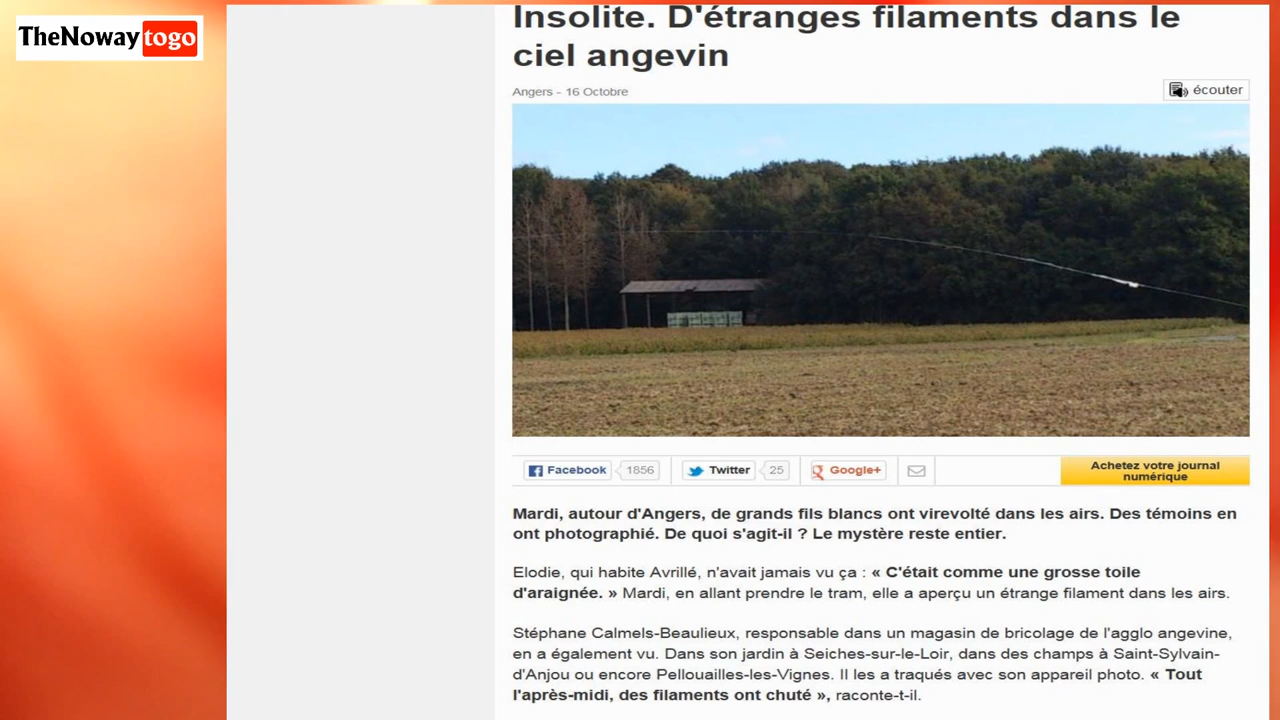 TheNowaytogo
Insolite. D'étranges filaments dans le
ciel angevin
Angers - 16 Octobre
écouter
Facebook 1856 Twitter 25 Google+
Achetez votre journal
numérique
Mardi, autour d'Angers, de grands fils blancs ont virevolté dans les airs. Des témoins en
ont photographié. De quoi s'agit-il ? Le mystère reste entier.
Elodie, qui habite Avrillé, n'avait jamais vu ça : « C'était comme une grosse toile
d'araignée. » Mardi, en allant prendre le tram, elle a aperçu un étrange filament dans les airs.
Stéphane Calmels-Beaulieux, responsable dans un magasin de bricolage de l'agglo angevine,
en a également vu. Dans son jardin à Seiches-sur-le-Loir, dans des champs à Saint-Sylvain-
d'Anjou ou encore Pellouailles-les-Vignes. Il les a traqués avec son appareil photo. « Tout
l'après-midi, des filaments ont chuté », raconte-t-il.